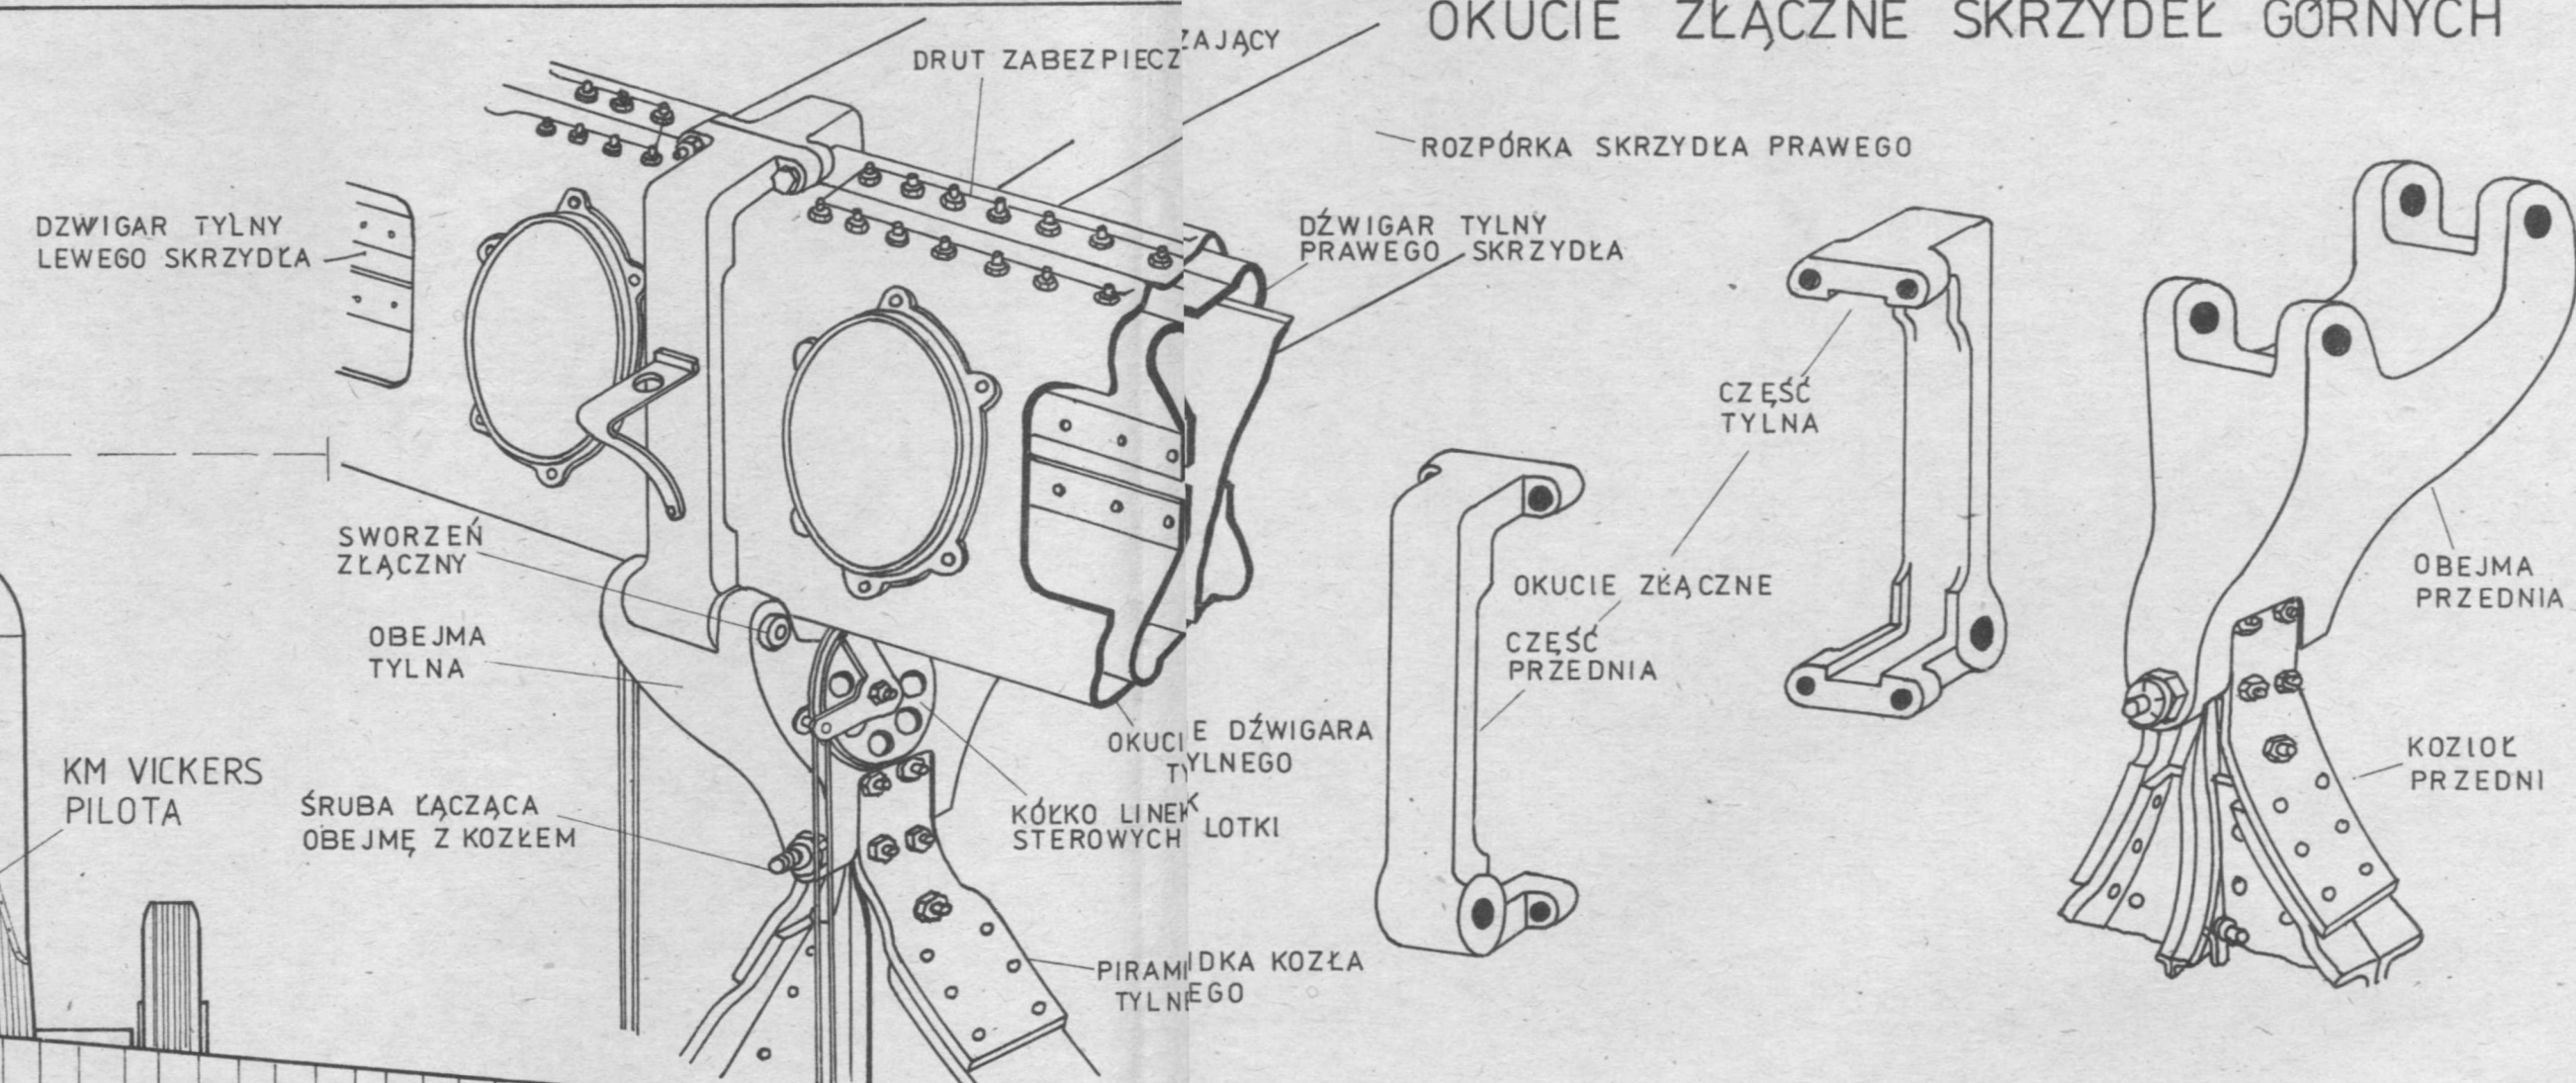 OKUCIE ZŁĄCZNE SKRZYDEŁ GÓRNYCH
DRUT ZABEZPIECZAJĄCY
ROZPÓRKA SKRZYDŁA PRAWEGO
DZWIGAR TYLNY
LEWEGO SKRZYDŁA
DŹWIGAR TYLNY
PRAWEGO SKRZYDŁA
CZĘŚĆ
TYLNA
SWORZEŃ
ZŁĄCZNY
OKUCIE ZŁĄCZNE
OBEJMA
PRZEDNIA
OBEJMA
TYLNA
CZĘŚĆ
PRZEDNIA
OKUCIE DŹWIGARA
TYLNEGO
KOZIOŁ
PRZEDNI
KM VICKERS
PILOTA
ŚRUBA ŁĄCZĄCA
OBEJMĘ Z KOZŁEM
KÓŁKO LINEK
STEROWYCH LOTKI
PIRAMIDKA KOZŁA
TYLNEGO